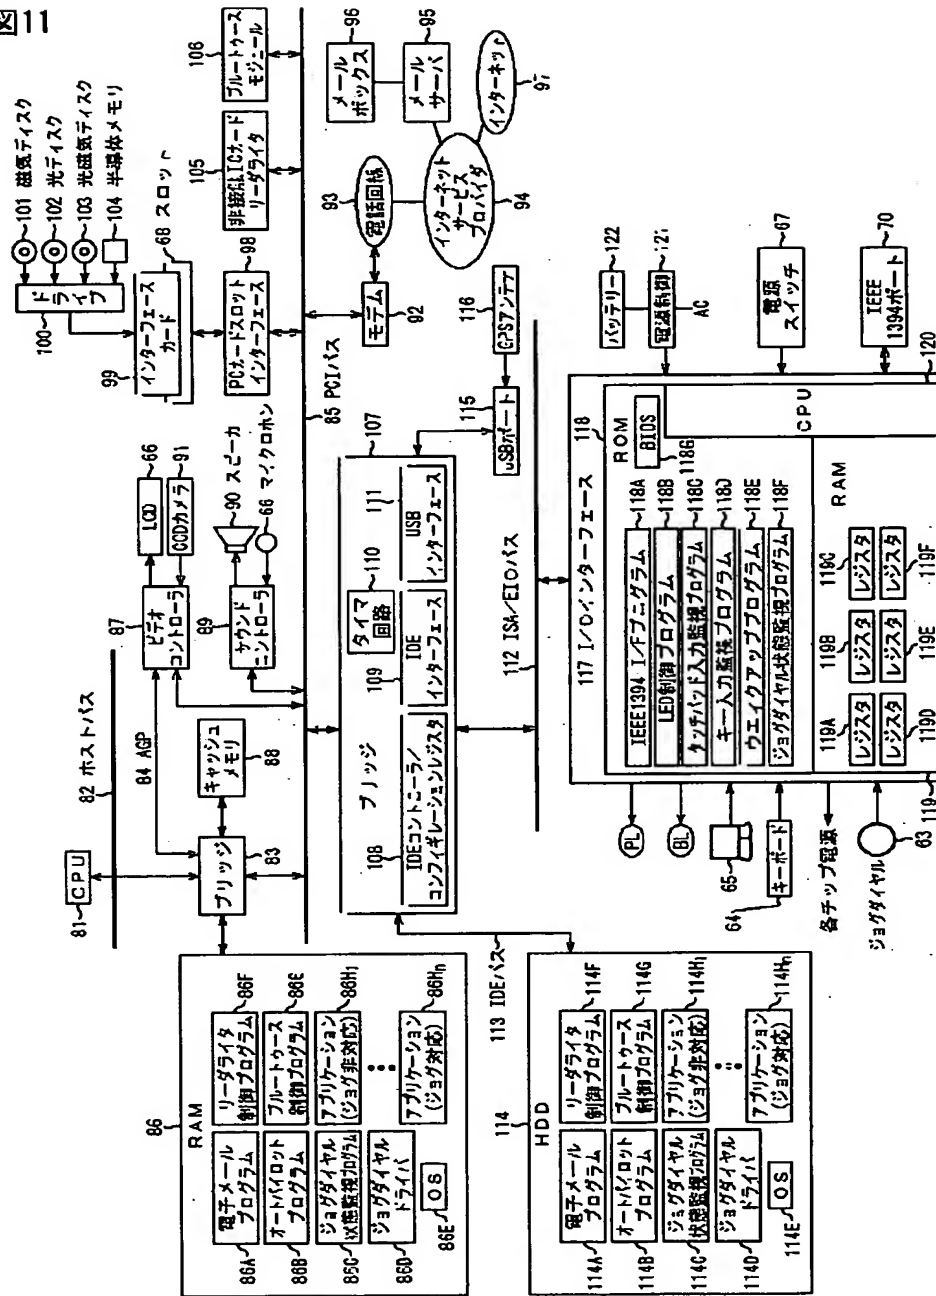 図11
101 磁気ディスク
102 光ディスク
103 光磁気ディスク
104 半導体メモリ
100
ドライブ
68 スロット
99
インターフェース
カード
98
PCカードスロット
インターフェース
105
非接触ICカード
リーダライタ
106
ブルートゥース
モジュール
81
CPU
82 ホストバス
83
ブリッジ
84 AGP
88
キャッシュ
メモリ
87
ビデオ
コントローラ
66
LCD
91
CCDカメラ
89
サウンド
コントローラ
90 スピーカ
66 マイクロホン
85 PCIバス
92
モデム
93
電話回線
94
インターネット
サービス
プロバイダ
95
メール
サーバ
96
メール
ボックス
97
インターネット
86
RAM
86A
電子メール
プログラム
86B
オートパイロット
プログラム
86C
ジョグダイヤル
状態監視プログラム
86D
ジョグダイヤル
ドライバ
86E
OS
86F
リーダライタ
制御プログラム
86G
ブルートゥース
制御プログラム
86H1
アプリケーション
(ジョグ非対応)
86Hn
アプリケーション
(ジョグ対応)
107
ブリッジ
108
IDEコントローラ/
コンフィギレーションレジスタ
109
IDE
インターフェース
110
タイマ
回路
111
USB
インターフェース
115
USBポート
116
GPSアンテナ
112 ISA/EIOバス
113 IDEバス
114
HDD
114A
電子メール
プログラム
114B
オートパイロット
プログラム
114C
ジョグダイヤル
状態監視プログラム
114D
ジョグダイヤル
ドライバ
114E
OS
114F
リーダライタ
制御プログラム
114G
ブルートゥース
制御プログラム
114H1
アプリケーション
(ジョグ非対応)
114Hn
アプリケーション
(ジョグ対応)
117 I/Oインターフェース
118
ROM
BIOS
118G
IEEE1394 I/Fプログラム
118A
LED制御プログラム
118B
タッチパッド入力監視プログラム
118C
キー入力監視プログラム
118D
ウエイクアッププログラム
118E
ジョグダイヤル状態監視プログラム
118F
CPU
120
RAM
119
119A
レジスタ
119B
レジスタ
119C
レジスタ
レジスタ
119D
レジスタ
119E
レジスタ
119F
PL
BL
65
64
キーボード
各チップ電源
ジョグダイヤル
63
122
バッテリー
121
電源制御
AC
67
電源
スイッチ
70
IEEE
1394ポート